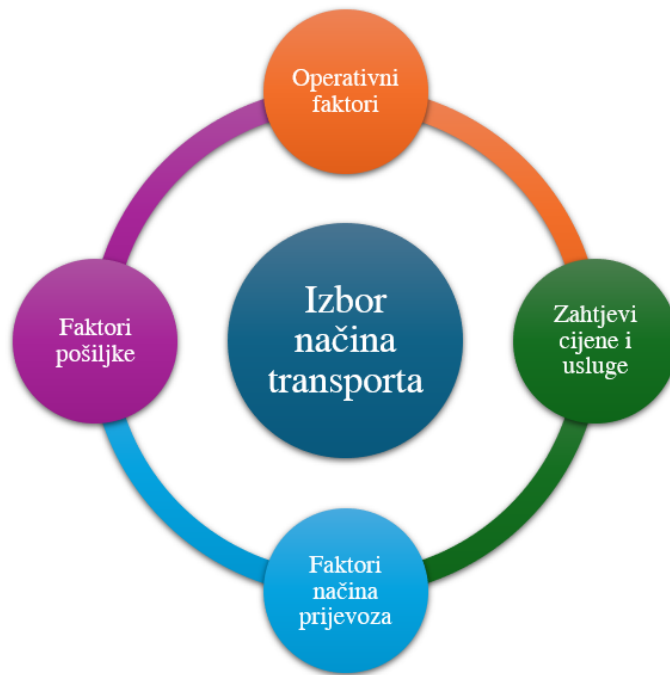 Operativni
faktori
Faktori
pošiljke
Izbor
načina
transporta
Zahtjevi
cijene i
usluge
Faktori
načina
prijevoza